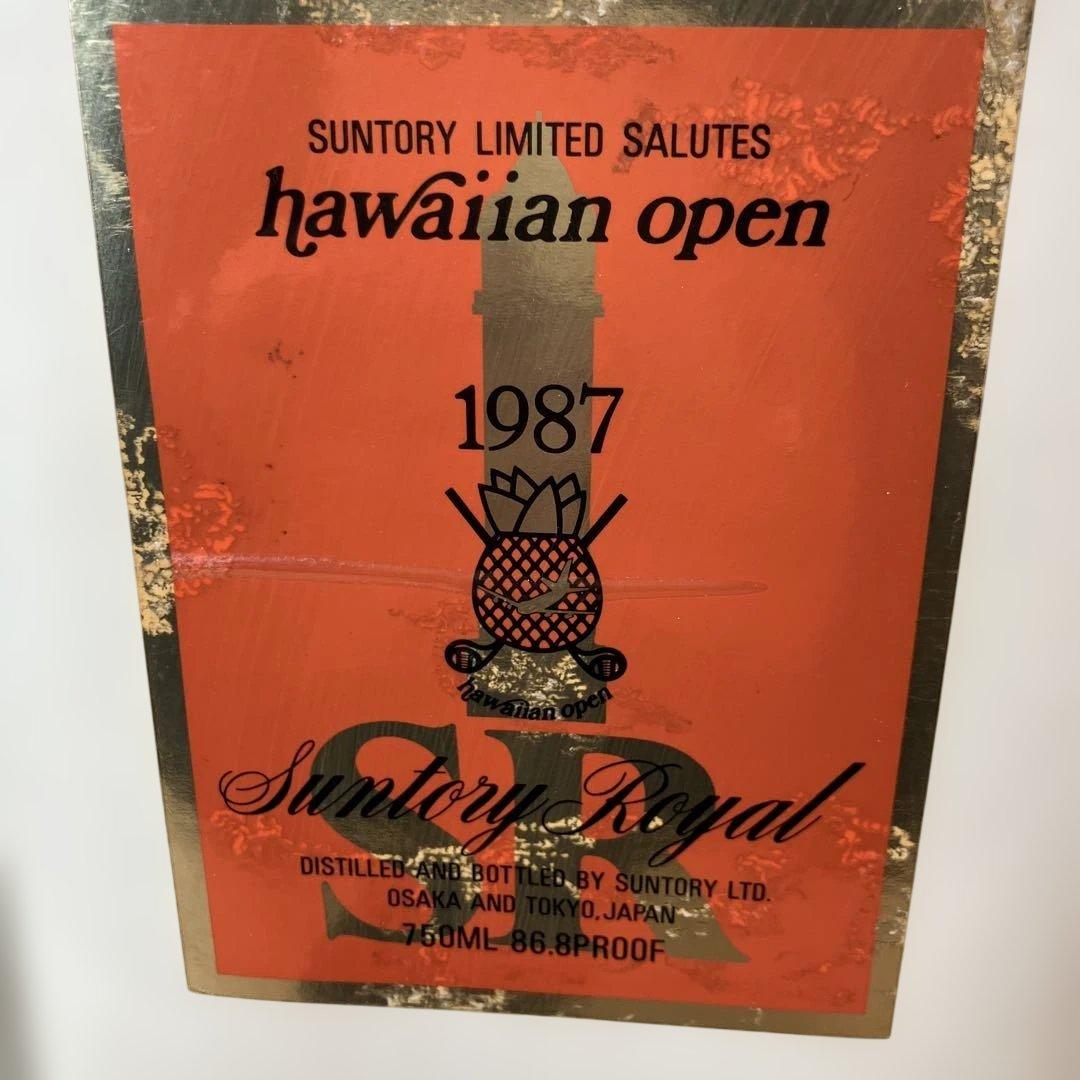 SUNTORY LIMITED SALUTES
hawaiian open
1987
hawaiian open
SR
Suntory Royal
DISTILLED AND BOTTLED BY SUNTORY LTD.
OSAKA AND TOKYO, JAPAN
750ML 86.8PROOF